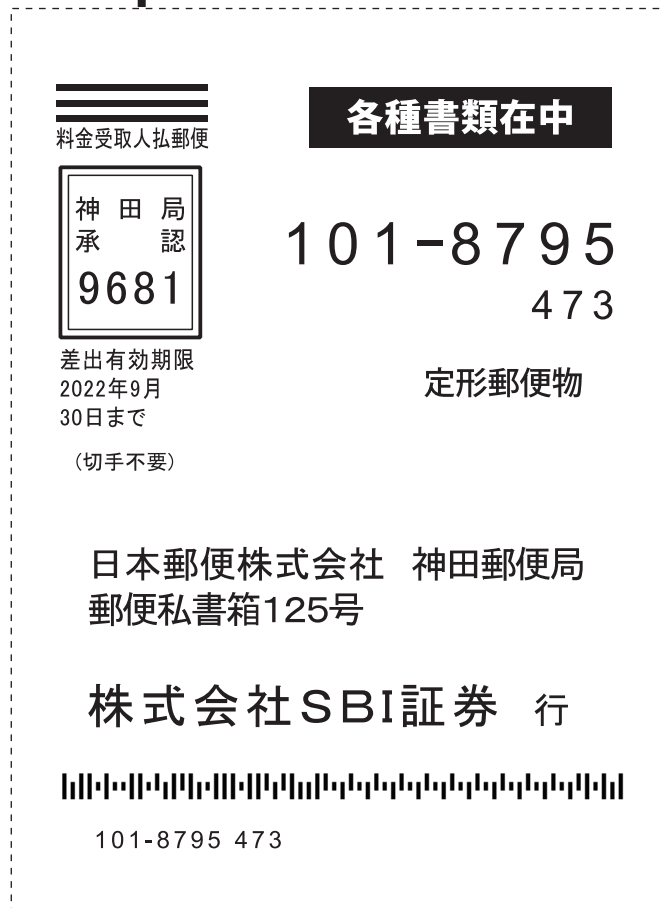 料金受取人払郵便
神田局
承認
9681
差出有効期限
2022年9月
30日まで
（切手不要）
各種書類在中
101-8795
473
定形郵便物
日本郵便株式会社 神田郵便局
郵便私書箱125号
株式会社SBI証券 行
101-8795 473